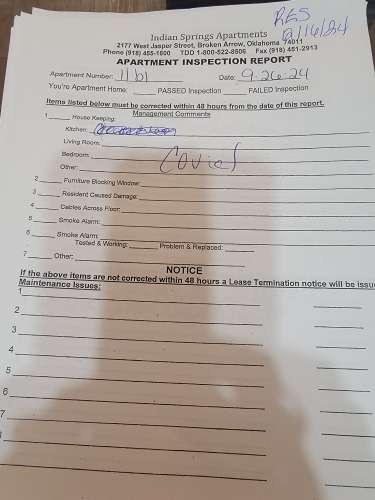 RES
Indian Springs Apartments 2/14/24
2177 West Jasper Street, Broken Arrow, Oklahoma 74011
Phone (918) 455-1600 TDD 1-800-522-8506 Fax (918) 451-2913
APARTMENT INSPECTION REPORT
Apartment Number: 1161 Date: 9-26-24
You're Apartment Home: PASSED Inspection FAILED Inspection
Items listed below must be corrected within 48 hours from the date of this report.
Management Comments
1 House Keeping:
Kitchen:
Living Room:
Bedroom:
Other:
2 Furniture Blocking Window:
3 Resident Caused Damage:
4 Cables Across Floor:
5 Smoke Alarm:
6 Smoke Alarm:
Tested & Working: Problem & Replaced:
7 Other:
NOTICE
If the above items are not corrected within 48 hours a Lease Termination notice will be issu
Maintenance Issues:
1
2
3
4
5
6
7